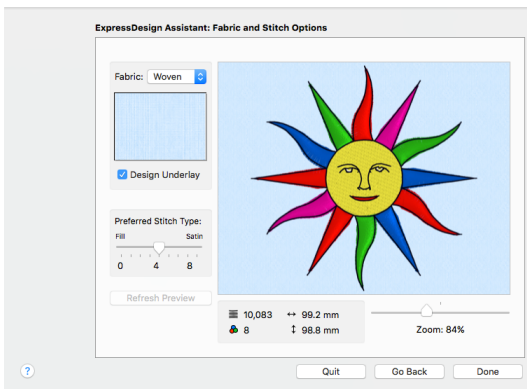 ExpressDesign Assistant: Fabric and Stitch Options
Fabric: Woven
Design Underlay
Preferred Stitch Type:
Fill Satin
0 4 8
Refresh Preview
10,083 99.2 mm
8 98.8 mm
Zoom: 84%
? Quit Go Back Done